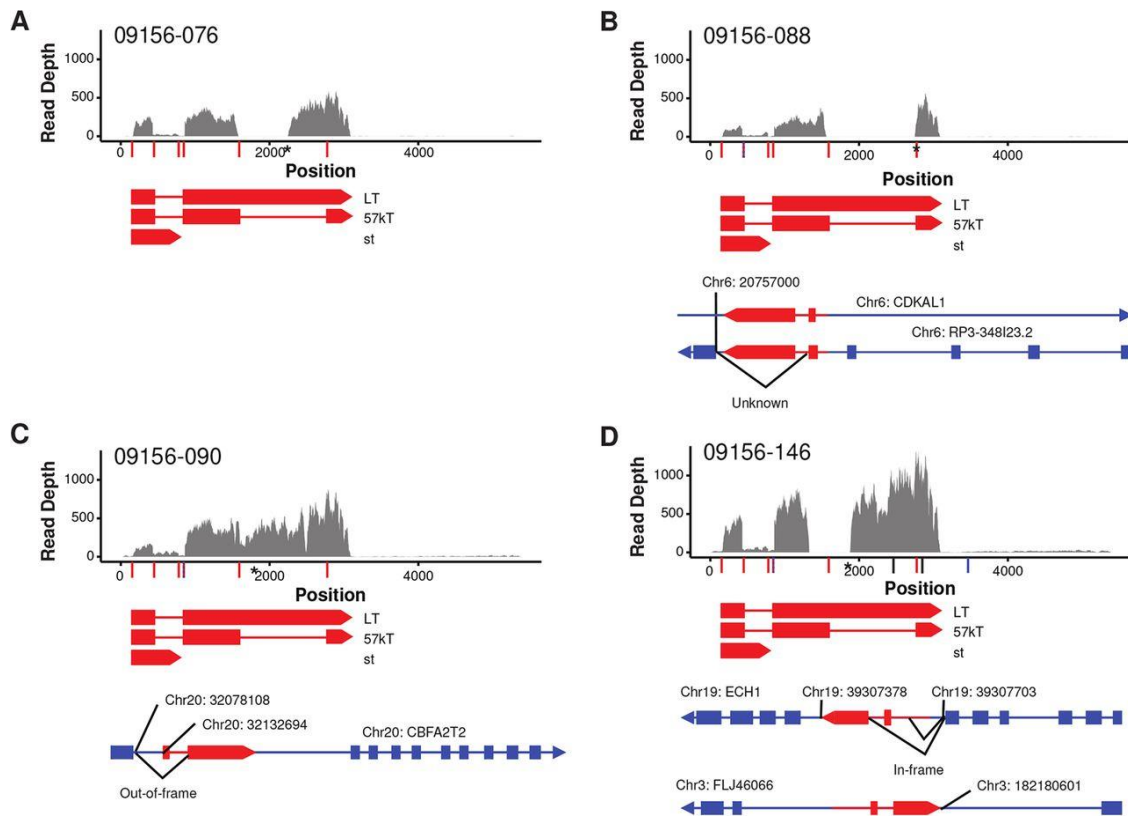 A
09156-076
Read Depth
1000
500
0
0 2000 4000
*
Position
LT
57kT
st
B
09156-088
Read Depth
1000
500
0
0 2000 4000
*
Position
LT
57kT
st
Chr6: 20757000
Chr6: CDKAL1
Chr6: RP3-348I23.2
Unknown
C
09156-090
Read Depth
1000
500
0
0 2000 4000
*
Position
LT
57kT
st
Chr20: 32078108
Chr20: 32132694
Chr20: CBFA2T2
Out-of-frame
D
09156-146
Read Depth
1000
500
0
0 2000 4000
*
Position
LT
57kT
st
Chr19: ECH1 Chr19: 39307378 Chr19: 39307703
In-frame
Chr3: FLJ46066 Chr3: 182180601